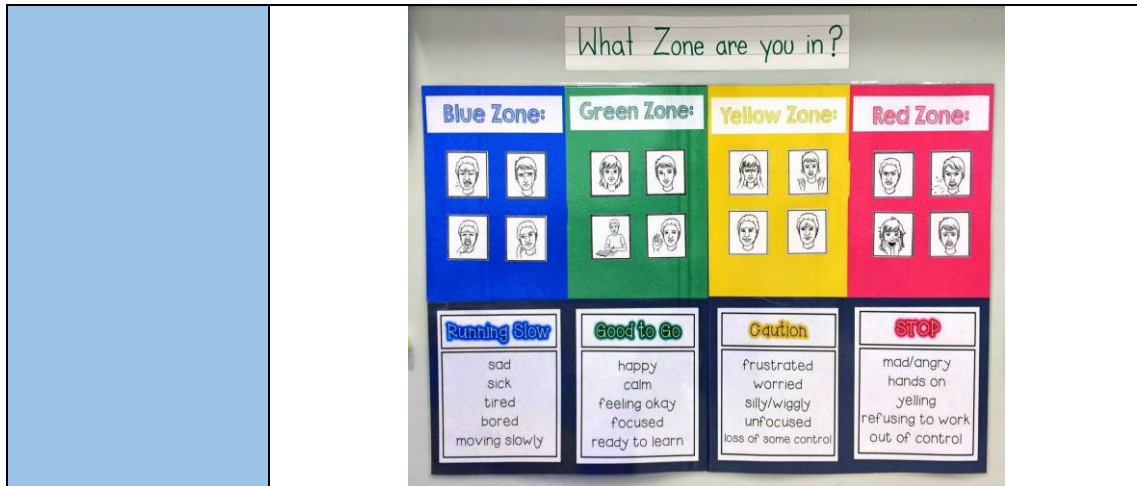 What Zone are you in?
Blue Zone:
Green Zone:
Yellow Zone:
Red Zone:
Running Slow
sad
sick
tired
bored
moving slowly
Good to Go
happy
calm
feeling okay
focused
ready to learn
Caution
frustrated
worried
silly/wiggly
unfocused
loss of some control
STOP
mad/angry
hands on
yelling
refusing to work
out of control